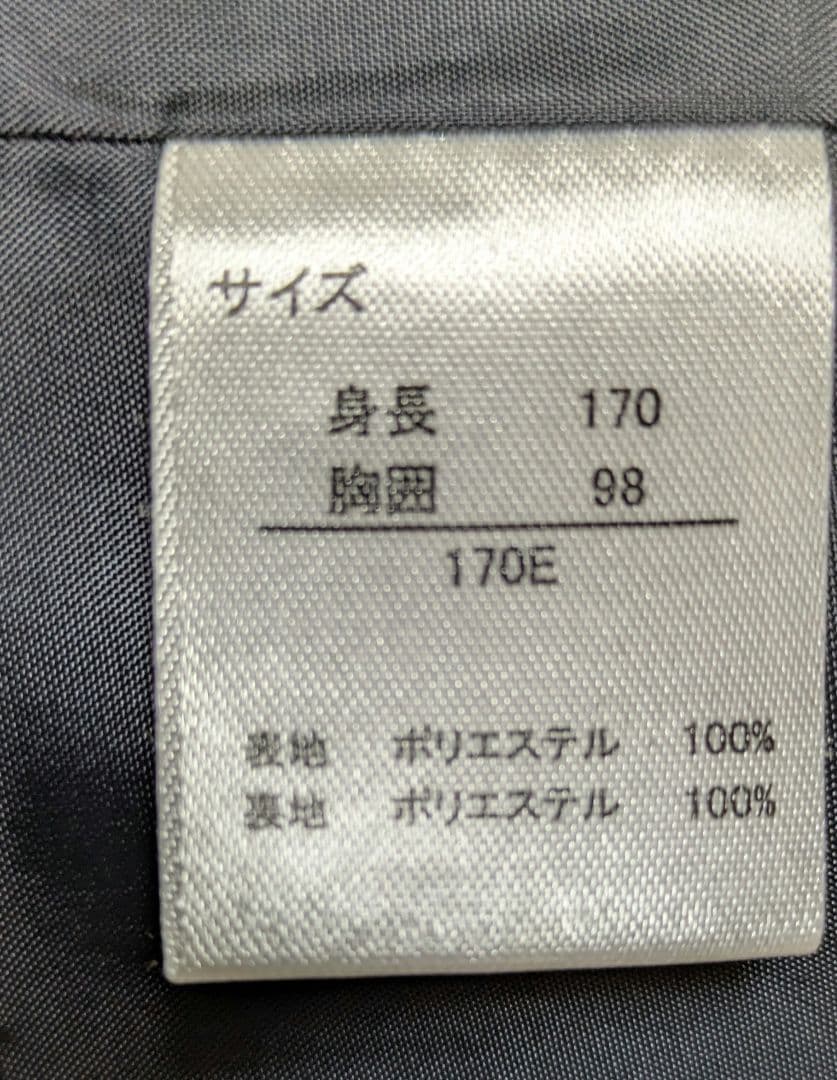 サイズ
身長 170
胸囲 98
170E
表地 ポリエステル 100%
裏地 ポリエステル 100%